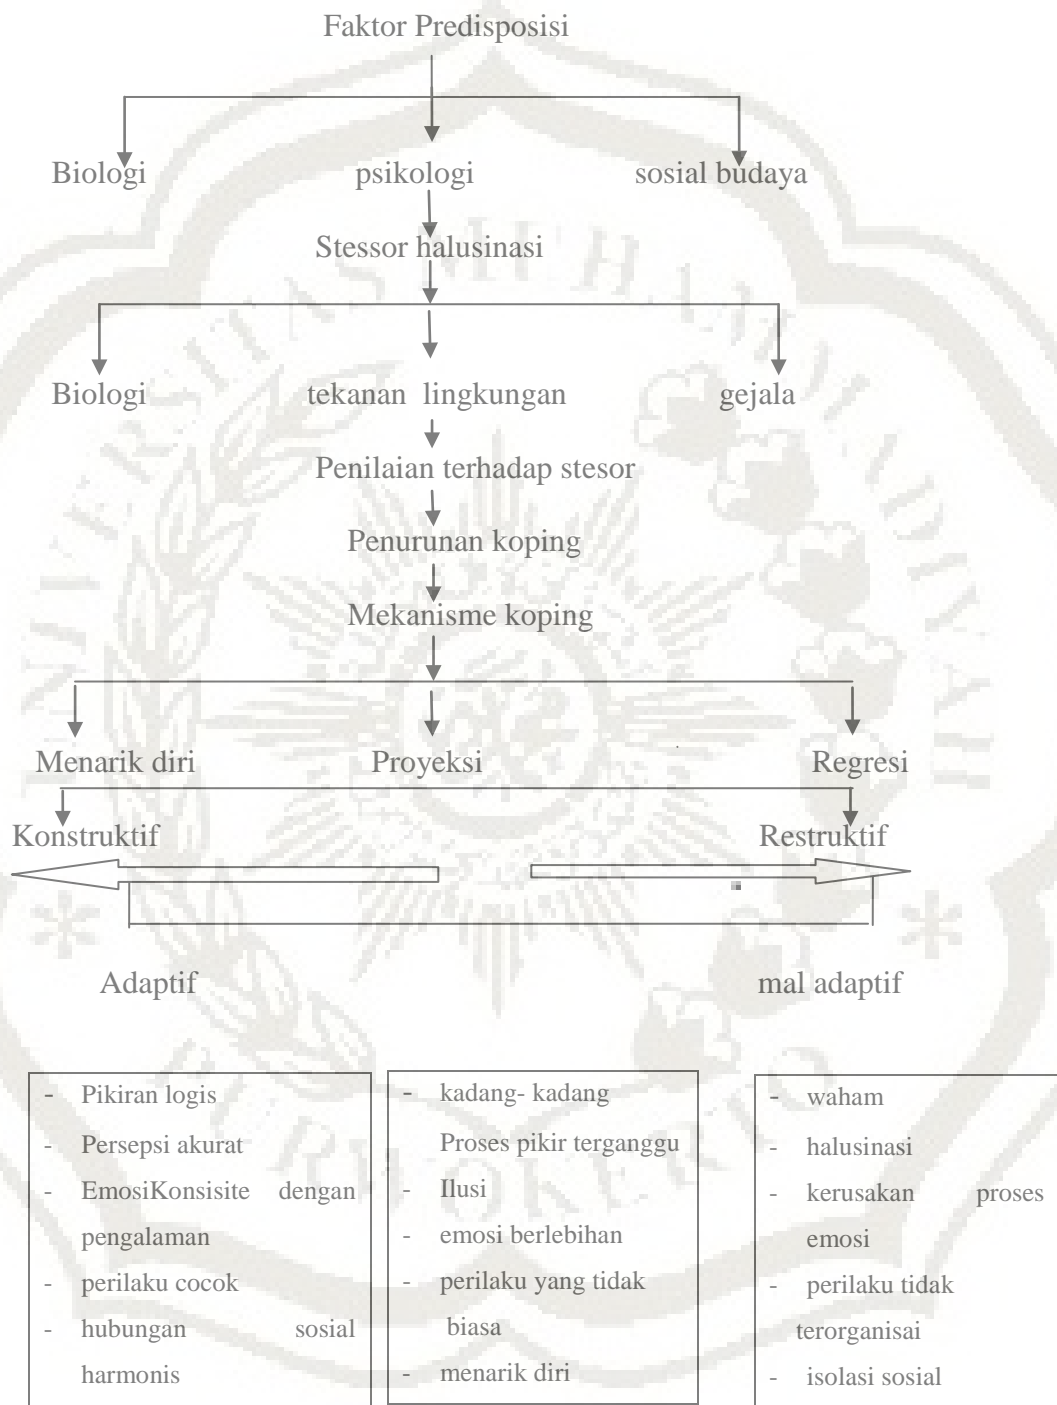 Faktor Predisposisi
Biologi psikologi sosial budaya
Stessor halusinasi
Biologi tekanan lingkungan gejala
Penilaian terhadap stesor
Penurunan koping
Mekanisme koping
Menarik diri Proyeksi Regresi
Konstruktif Restruktif
Adaptif mal adaptif
- Pikiran logis
- Persepsi akurat
- EmosiKonsisite dengan
pengalaman
- perilaku cocok
- hubungan sosial
harmonis
- kadang- kadang
Proses pikir terganggu
- Ilusi
- emosi berlebihan
- perilaku yang tidak
biasa
- menarik diri
- waham
- halusinasi
- kerusakan proses
emosi
- perilaku tidak
terorganisai
- isolasi sosial
UNIVERSITAS MUHAMMADIYAH
PURWOKERTO